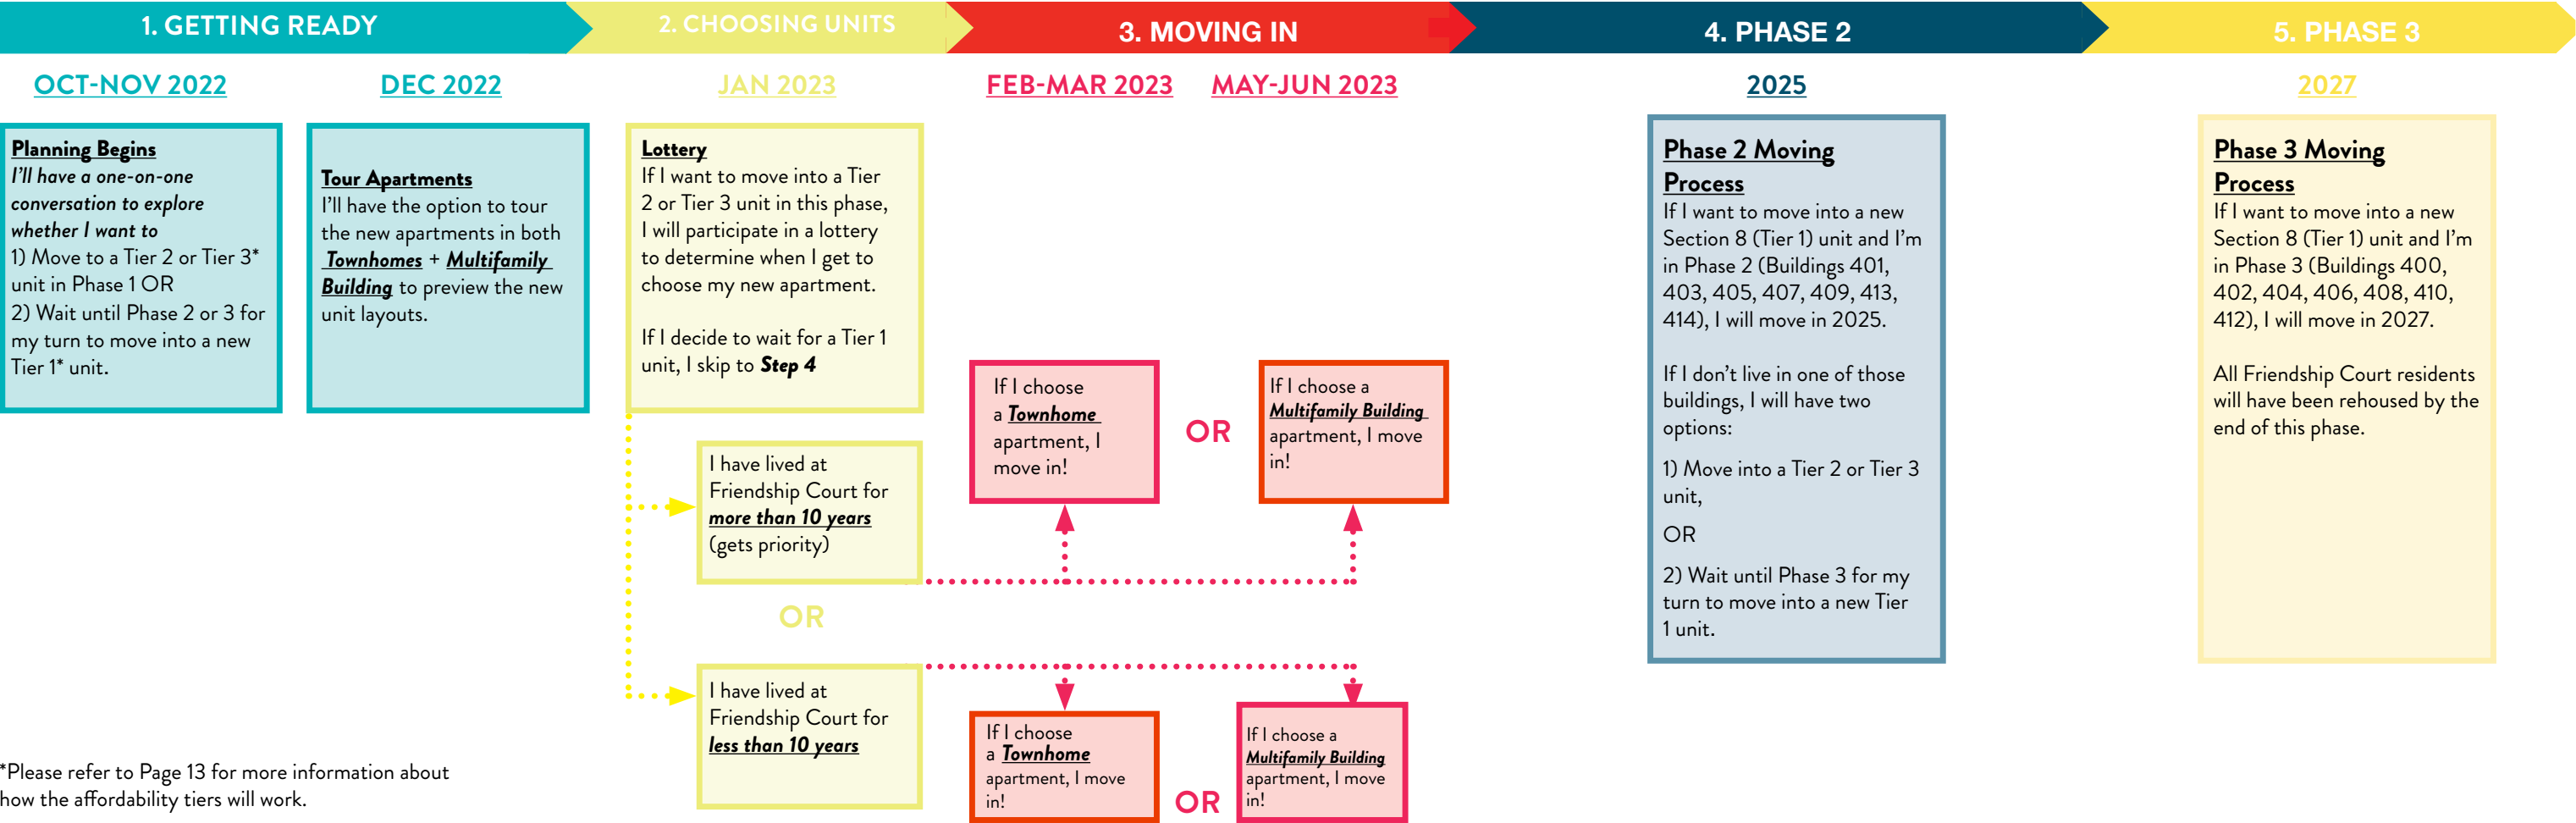 1. GETTING READY
2. CHOOSING UNITS
3. MOVING IN
4. PHASE 2
5. PHASE 3
OCT-NOV 2022
DEC 2022
JAN 2023
FEB-MAR 2023
MAY-JUN 2023
2025
2027
Planning Begins
I'll have a one-on-one
conversation to explore
whether I want to
1) Move to a Tier 2 or Tier 3*
unit in Phase 1 OR
2) Wait until Phase 2 or 3 for
my turn to move into a new
Tier 1* unit.
Tour Apartments
I'll have the option to tour
the new apartments in both
Townhomes + Multifamily
Building to preview the new
unit layouts.
Lottery
If I want to move into a Tier
2 or Tier 3 unit in this phase,
I will participate in a lottery
to determine when I get to
choose my new apartment.
If I decide to wait for a Tier 1
unit, I skip to Step 4
I have lived at
Friendship Court for
more than 10 years
(gets priority)
OR
I have lived at
Friendship Court for
less than 10 years
If I choose
a Townhome
apartment, I
move in!
OR
If I choose a
Multifamily Building
apartment, I move
in!
If I choose
a Townhome
apartment, I move
in!
OR
If I choose a
Multifamily Building
apartment, I move
in!
Phase 2 Moving
Process
If I want to move into a new
Section 8 (Tier 1) unit and I'm
in Phase 2 (Buildings 401,
403, 405, 407, 409, 413,
414), I will move in 2025.
If I don't live in one of those
buildings, I will have two
options:
1) Move into a Tier 2 or Tier 3
unit,
OR
2) Wait until Phase 3 for my
turn to move into a new Tier
1 unit.
Phase 3 Moving
Process
If I want to move into a new
Section 8 (Tier 1) unit and I'm
in Phase 3 (Buildings 400,
402, 404, 406, 408, 410,
412), I will move in 2027.
All Friendship Court residents
will have been rehoused by the
end of this phase.
*Please refer to Page 13 for more information about
how the affordability tiers will work.